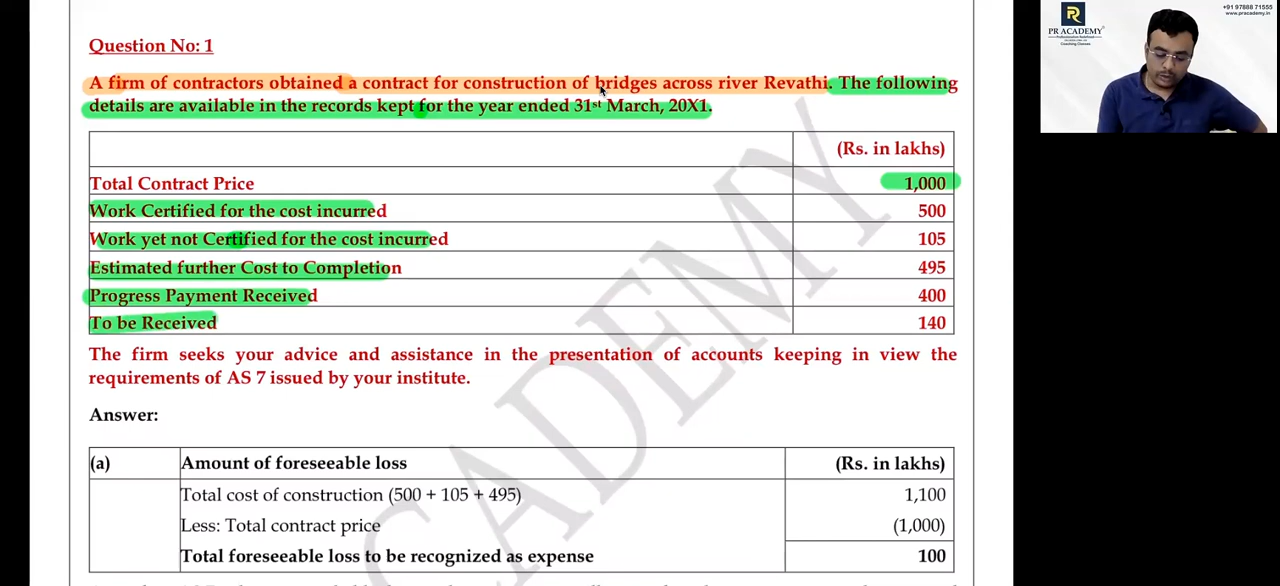 +91 97888 71555
www.pracademy.in
PR ACADEMY
Coaching Classes
Question No: 1
A firm of contractors obtained a contract for construction of bridges across river Revathi. The following
details are available in the records kept for the year ended 31st March, 20X1.
(Rs. in lakhs)
Total Contract Price 1,000
Work Certified for the cost incurred 500
Work yet not Certified for the cost incurred 105
Estimated further Cost to Completion 495
Progress Payment Received 400
To be Received 140
The firm seeks your advice and assistance in the presentation of accounts keeping in view the
requirements of AS 7 issued by your institute.
Answer:
(a) Amount of foreseeable loss (Rs. in lakhs)
Total cost of construction (500 + 105 + 495) 1,100
Less: Total contract price (1,000)
Total foreseeable loss to be recognized as expense 100
CADEMY